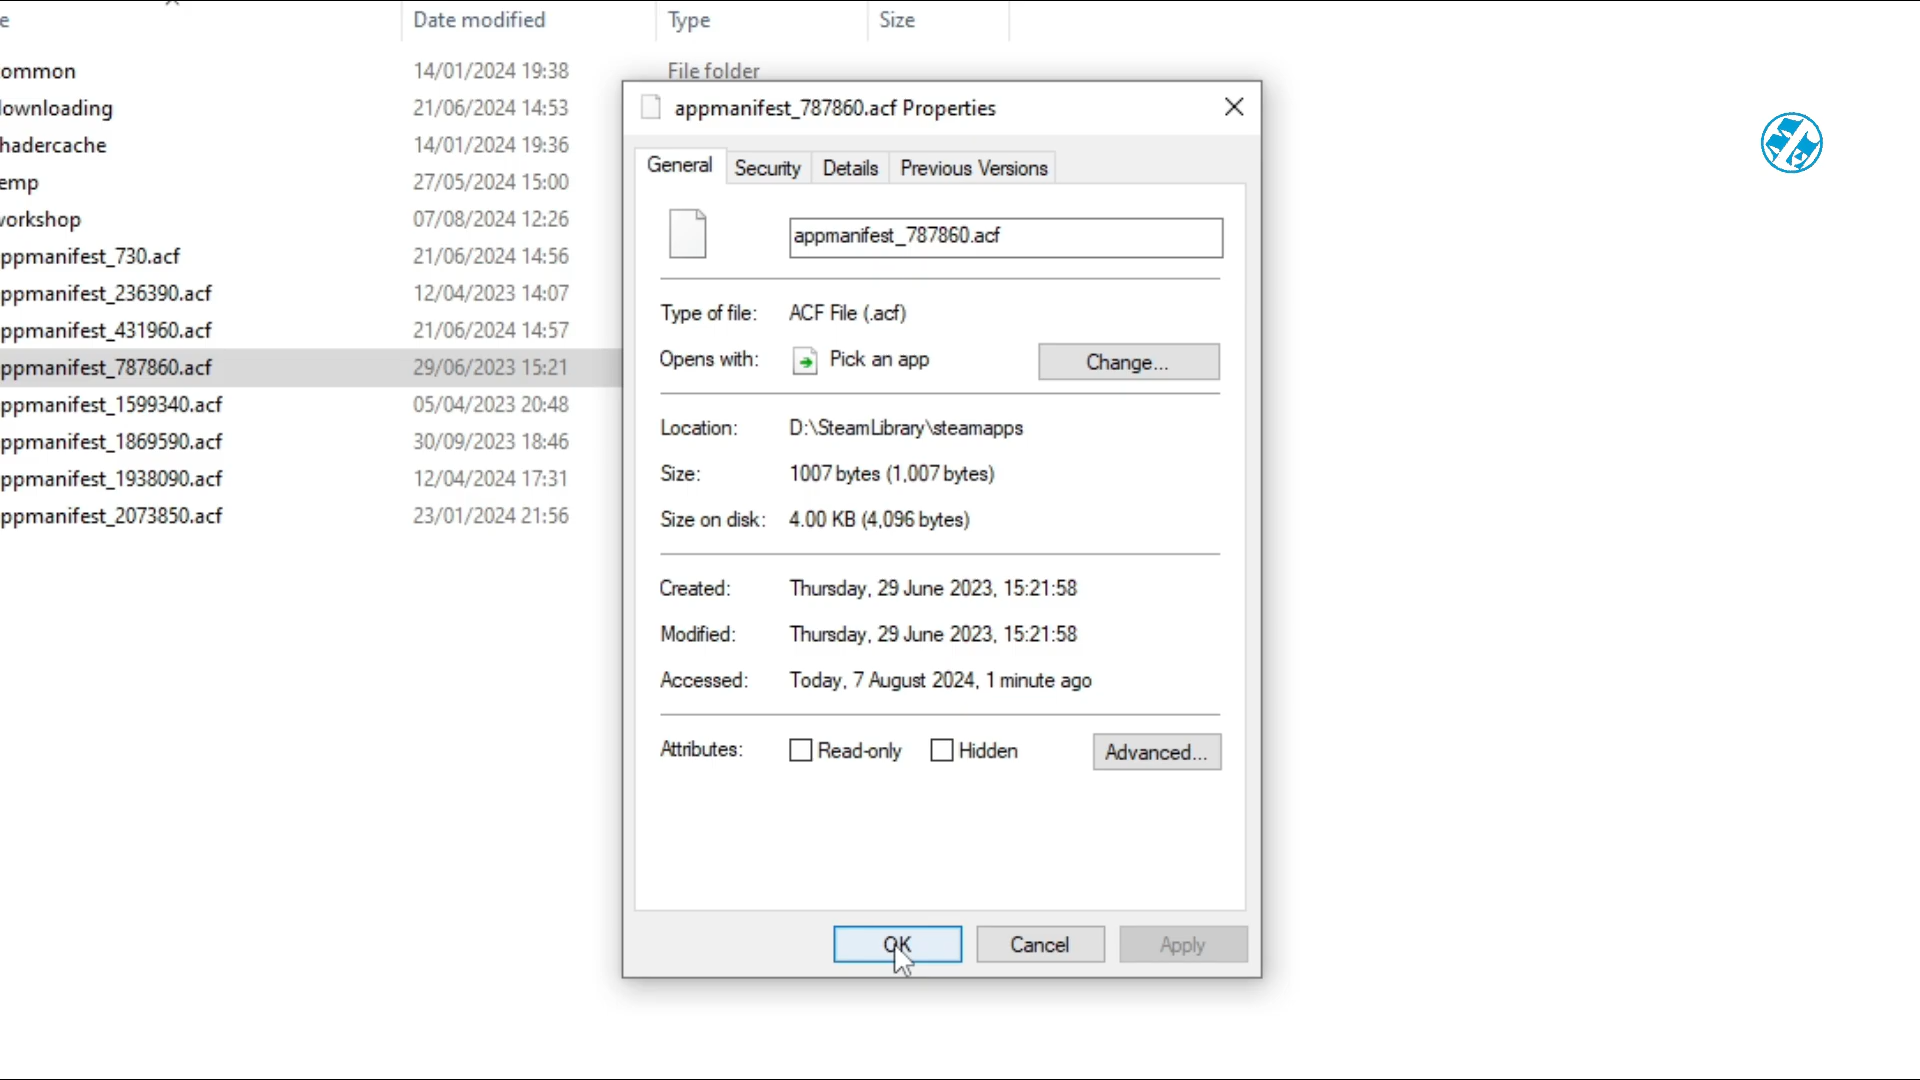 e Date modified Type Size
ommon 14/01/2024 19:38 File folder
lownloading 21/06/2024 14:53
hadercache 14/01/2024 19:36
emp 27/05/2024 15:00
vorkshop 07/08/2024 12:26
ppmanifest_730.acf 21/06/2024 14:56
ppmanifest_236390.acf 12/04/2023 14:07
ppmanifest_431960.acf 21/06/2024 14:57
ppmanifest_787860.acf 29/06/2023 15:21
ppmanifest_1599340.acf 05/04/2023 20:48
ppmanifest_1869590.acf 30/09/2023 18:46
ppmanifest_1938090.acf 12/04/2024 17:31
ppmanifest_2073850.acf 23/01/2024 21:56
appmanifest_787860.acf Properties
General Security Details Previous Versions
appmanifest_787860.acf
Type of file: ACF File (.acf)
Opens with: Pick an app Change...
Location: D:\SteamLibrary\steamapps
Size: 1007 bytes (1,007 bytes)
Size on disk: 4.00 KB (4,096 bytes)
Created: Thursday, 29 June 2023, 15:21:58
Modified: Thursday, 29 June 2023, 15:21:58
Accessed: Today, 7 August 2024, 1 minute ago
Attributes: Read-only Hidden Advanced...
OK Cancel Apply